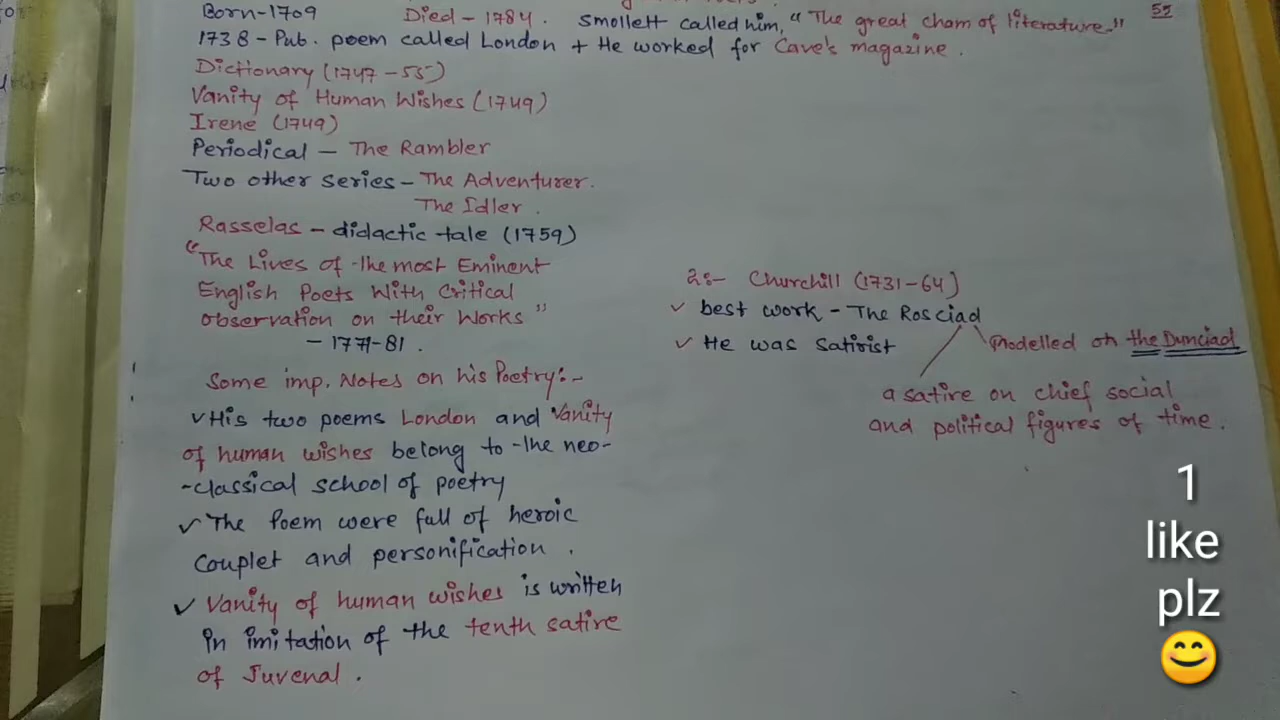 Born-1709 Died - 1784. Smollett called him, "The great cham of literature."
52
1738 - Pub. poem called London + He worked for Cave's magazine.
Dictionary (1747-55)
Vanity of Human Wishes (1749)
Irene (1749)
Periodical - The Rambler
Two other series - The Adventurer.
The Idler.
Rasselas - didactic tale (1759)
"The Lives of the most Eminent
English Poets With Critical
observation on their Works"
- 1777-81.
Some imp. Notes on his Poetry:-
✓ His two poems London and Vanity
of human wishes belong to the neo-
-classical school of poetry
✓ The Poem were full of heroic
couplet and personification.
✓ Vanity of human wishes is written
in imitation of the tenth satire
of Juvenal.
2:- Churchill (1731-64)
✓ best work - The Rosciad
✓ He was satirist
Modelled on the Dunciad
a satire on chief social
and political figures of time.
1
like
plz
😊